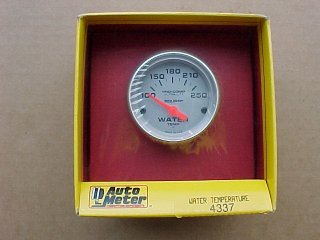 180
150 210
100 250
WATER
TEMP
Auto
Meter
WATER TEMPERATURE
4337